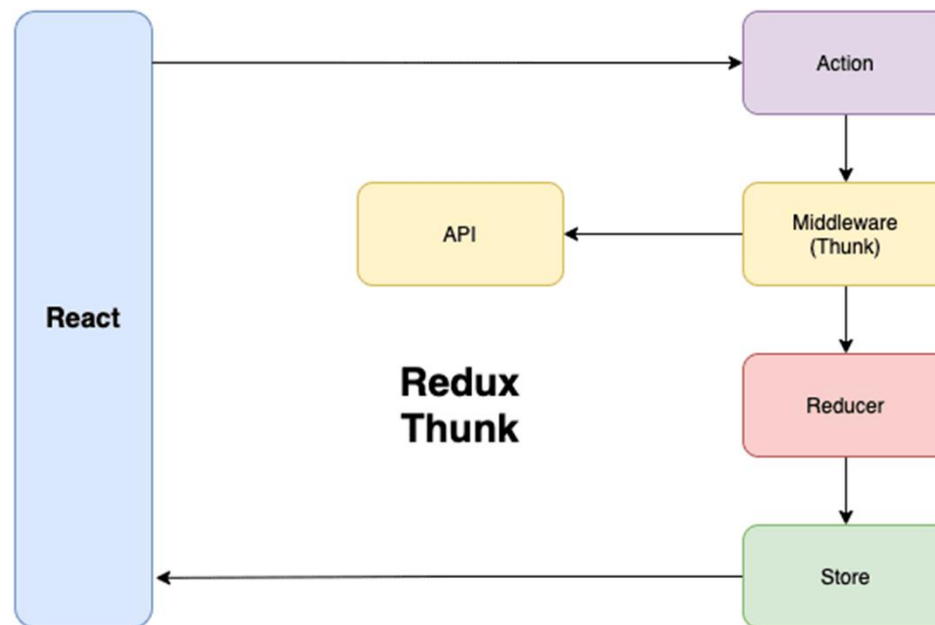 Action
API
Middleware
(Thunk)
React
Redux
Thunk
Reducer
Store